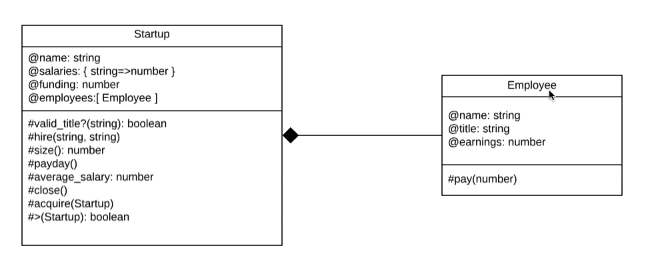 Startup
@name: string
@salaries: { string=>number }
@funding: number
@employees:[ Employee ]
#valid_title?(string): boolean
#hire(string, string)
#size(): number
#payday()
#average_salary: number
#close()
#acquire(Startup)
#>(Startup): boolean
Employee
@name: string
@title: string
@earnings: number
#pay(number)